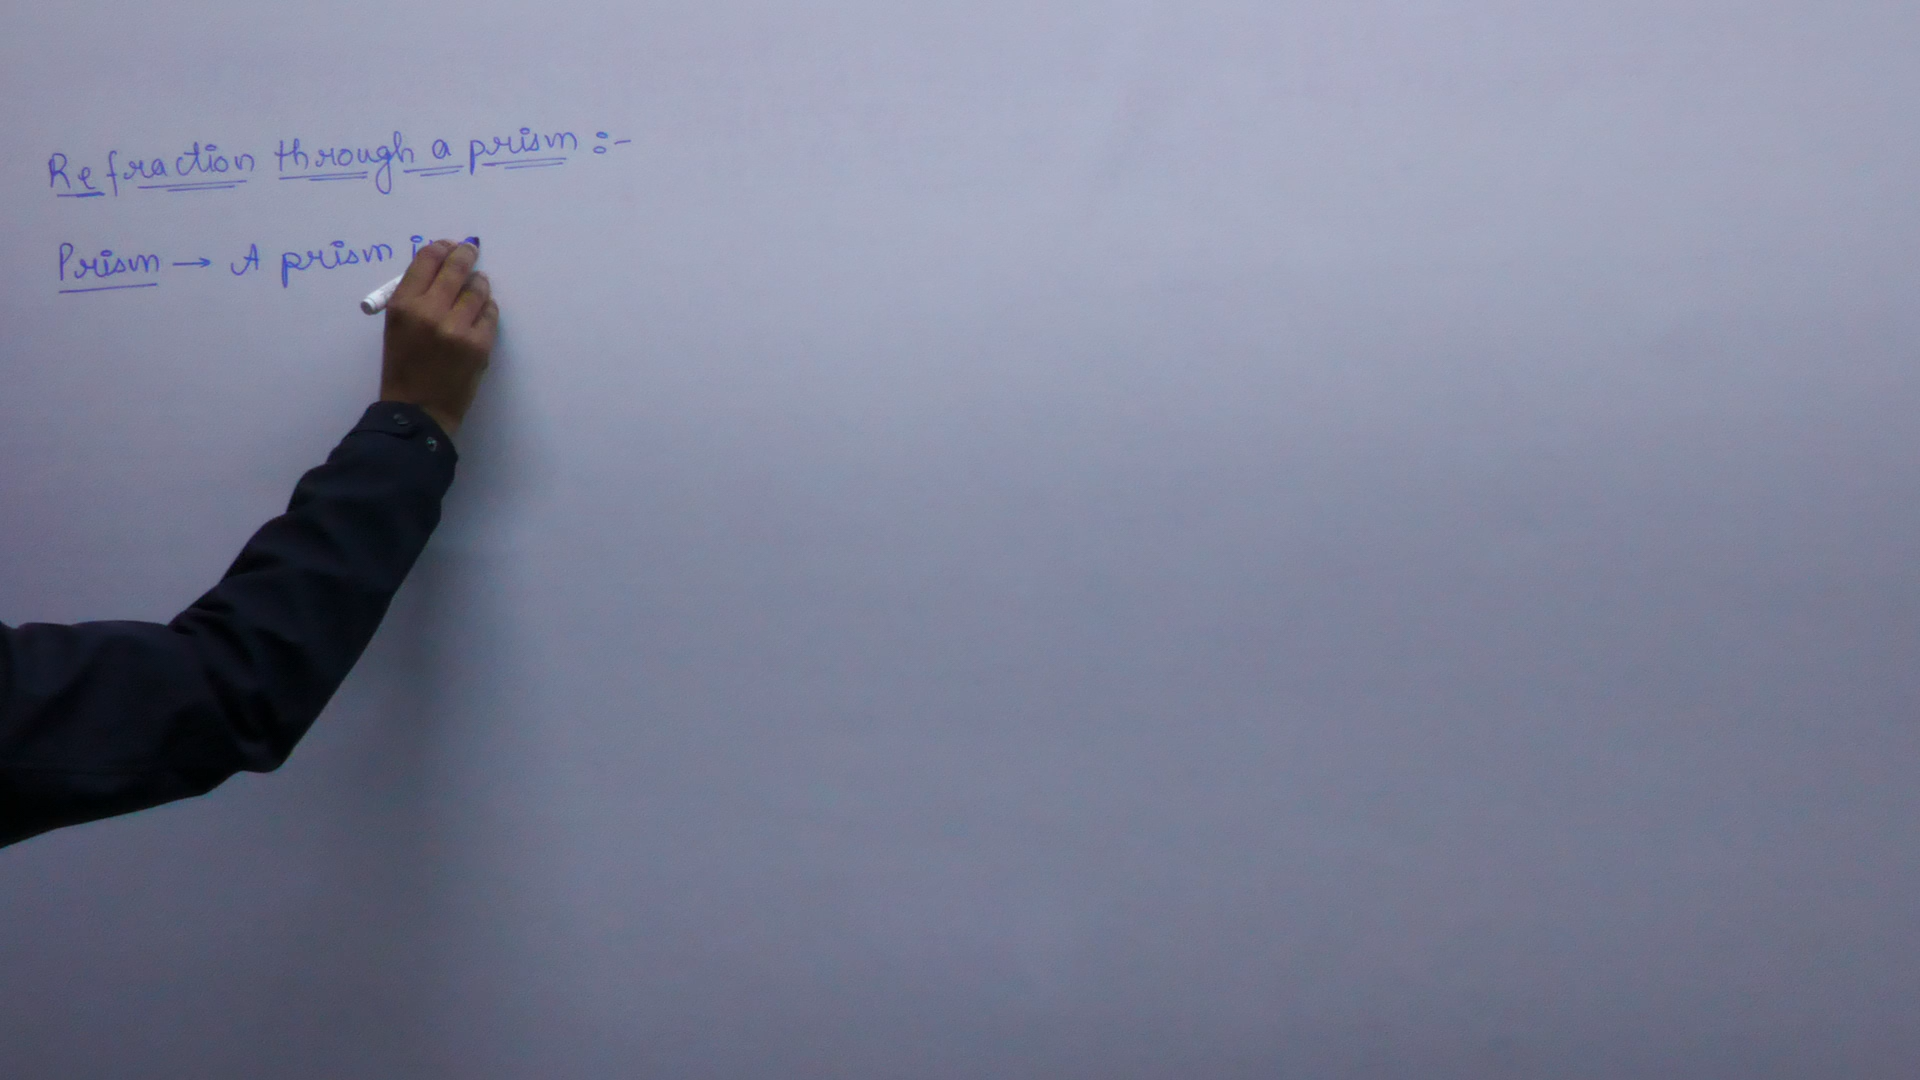 Refraction through a prism :-
Prism → A prism